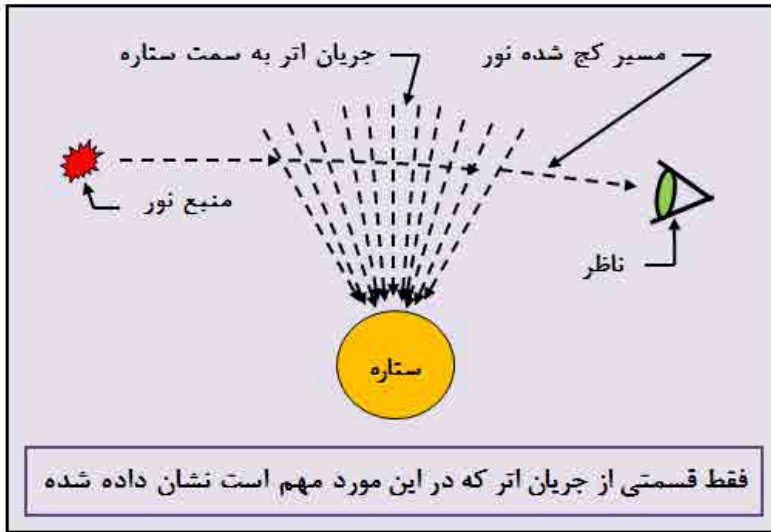 جریان اتر به سمت ستاره
مسیر کج شده نور
منبع نور
ناظر
ستاره
فقط قسمتی از جریان اتر که در این مورد مهم است نشان داده شده